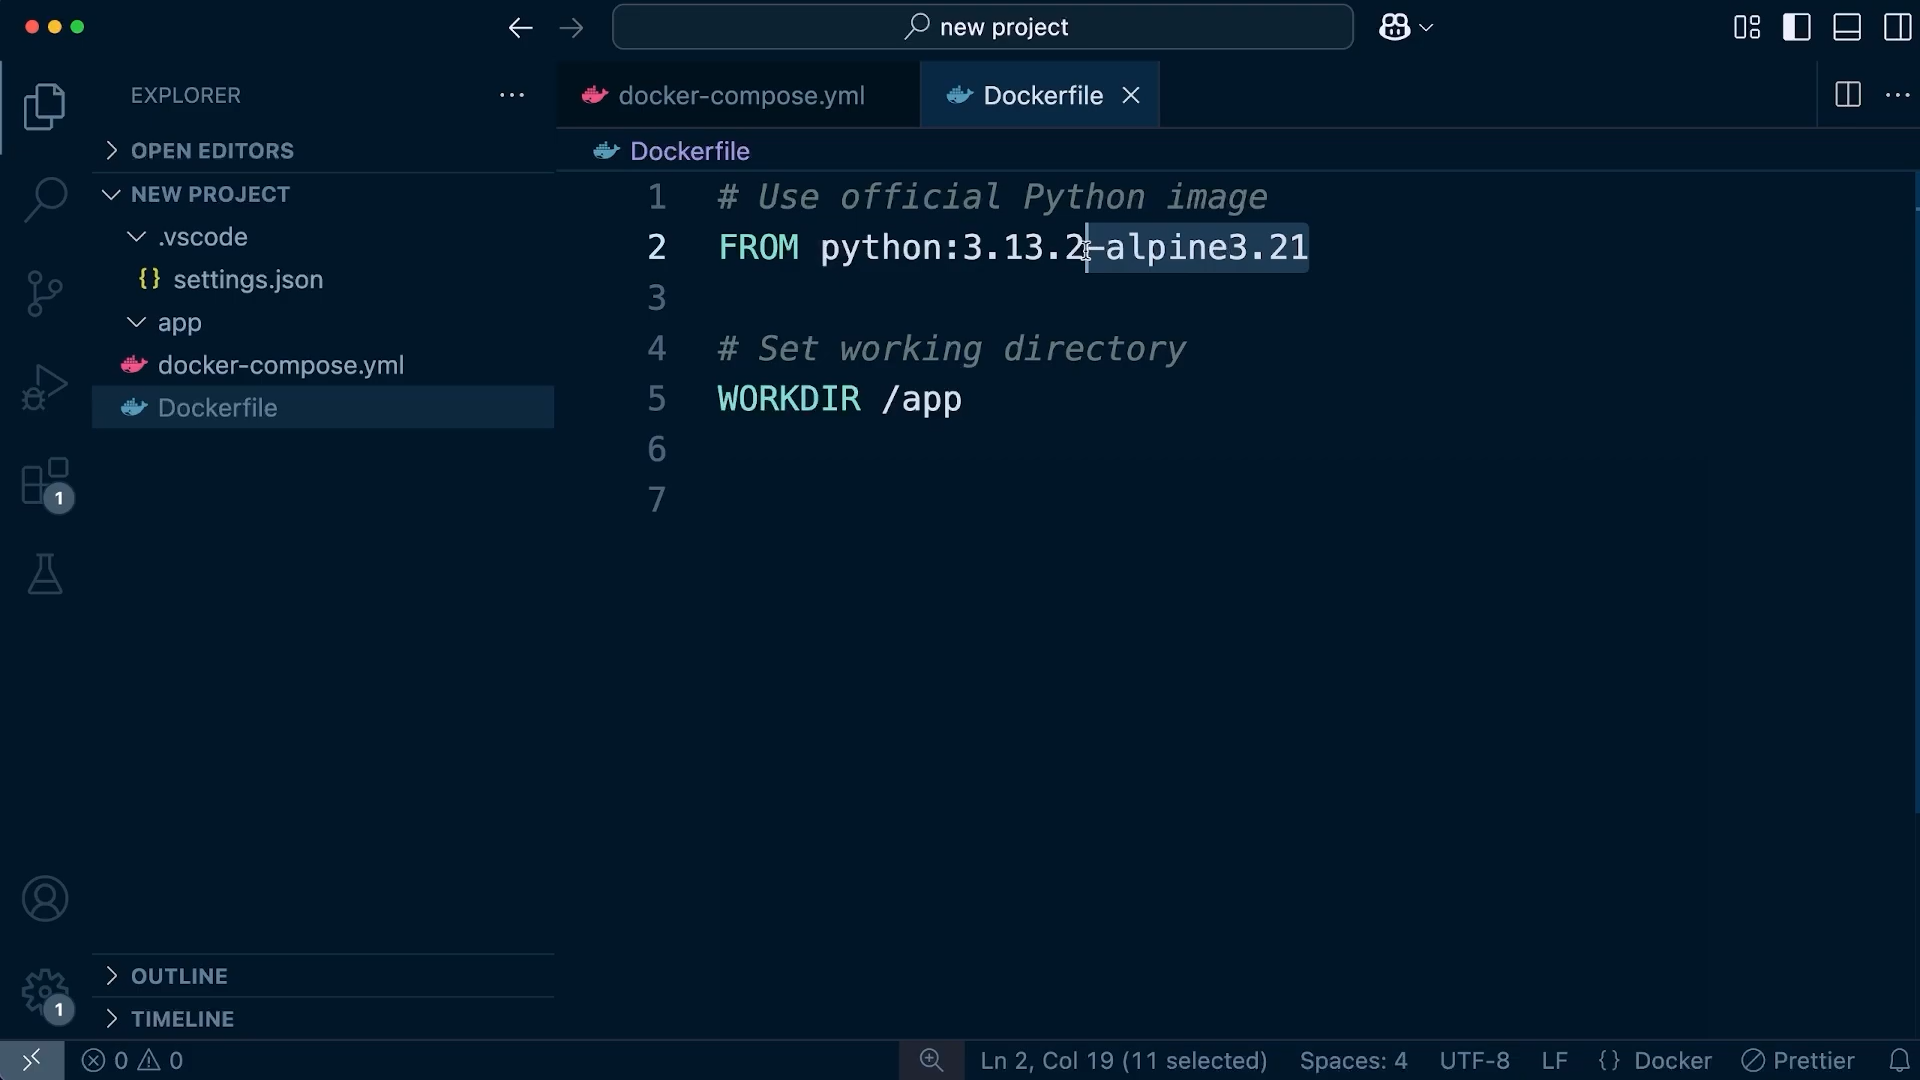 new project
EXPLORER
OPEN EDITORS
NEW PROJECT
.vscode
{} settings.json
app
docker-compose.yml
Dockerfile
OUTLINE
TIMELINE
1
1
docker-compose.yml
Dockerfile
Dockerfile
1 # Use official Python image
2 FROM python:3.13.2-alpine3.21
3
4 # Set working directory
5 WORKDIR /app
6
7
0 0
Ln 2, Col 19 (11 selected) Spaces: 4 UTF-8 LF {} Docker Prettier